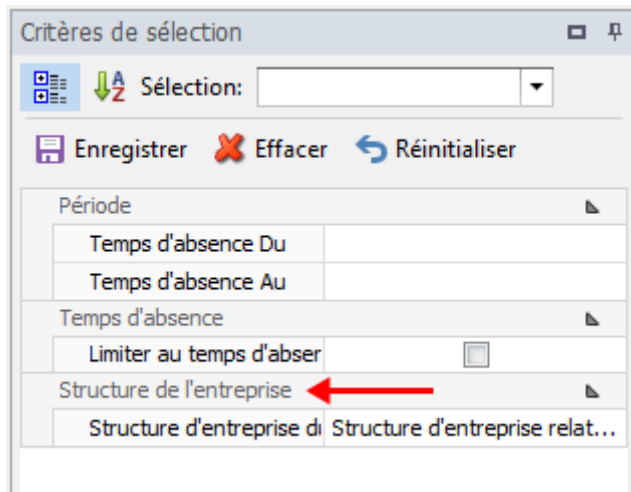 Critères de sélection
Sélection:
Enregistrer Effacer Réinitialiser
Période
Temps d'absence Du
Temps d'absence Au
Temps d'absence
Limiter au temps d'abser
Structure de l'entreprise
Structure d'entreprise du Structure d'entreprise relat...